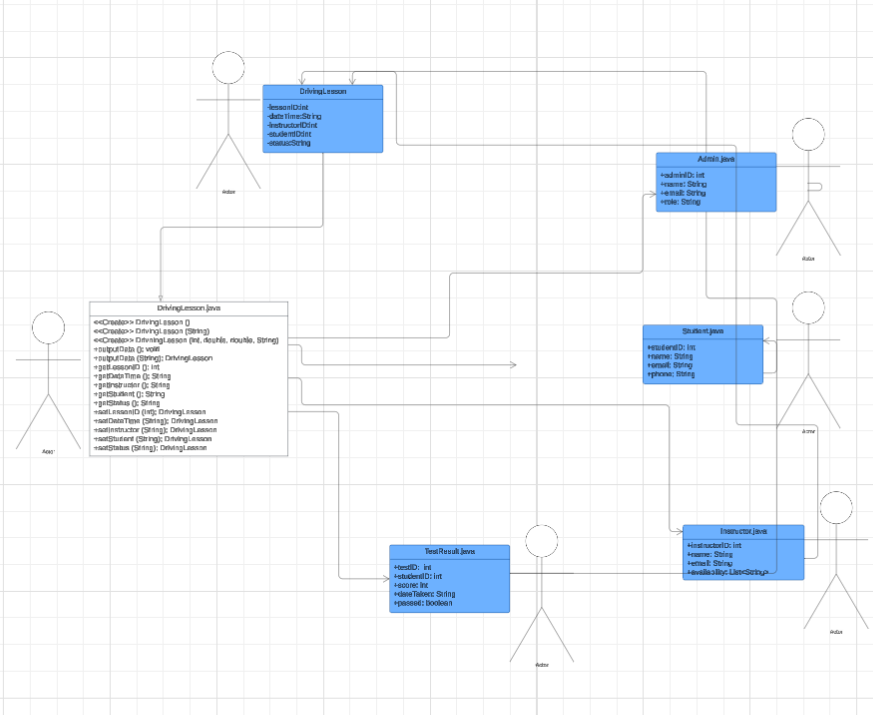 DrivingLesson
-lessonID:int
-dateTime:String
-instructorID:int
-studentID:int
-status:String
Actor
Admin.java
+adminID: int
+name: String
+email: String
+role: String
Actor
DrivingLesson.java
<<Create>> DrivingLesson ()
<<Create>> DrivingLesson (String)
<<Create>> DrivningLesson (int, double, double, String)
+outputData (); void
+outputData (String); DrivingLesson
+getLessonID (); int
+getDateTime (); String
+getInstructor (); String
+getStudent (); String
+getStatus (); String
+setLessonID (int); DrivingLesson
+setDateTime (String); DrivingLesson
+setInstructor (String); DrivingLesson
+setStudent (String); DrivingLesson
+setStatus (String); DrivingLesson
Actor
Student.java
+studentID: int
+name: String
+email: String
+phone: String
Actor
TestResult.java
+testID: int
+studentID: int
+score: int
+dateTaken: String
+passed: boolean
Actor
Instructor.java
+instructorID: int
+name: String
+email: String
+availability: List<String>
Actor